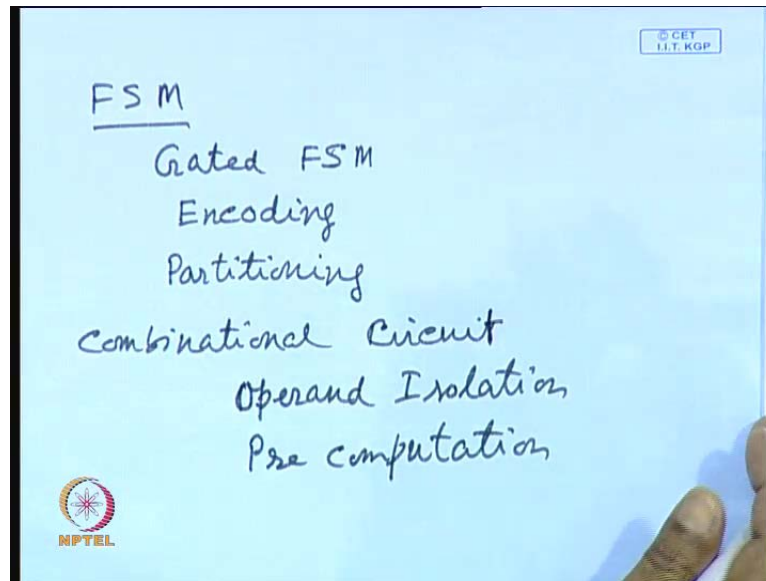 © CET
I.I.T. KGP
FSM
Gated FSM
Encoding
Partitioning
Combinational Circuit
Operand Isolation
Pre computation
NPTEL